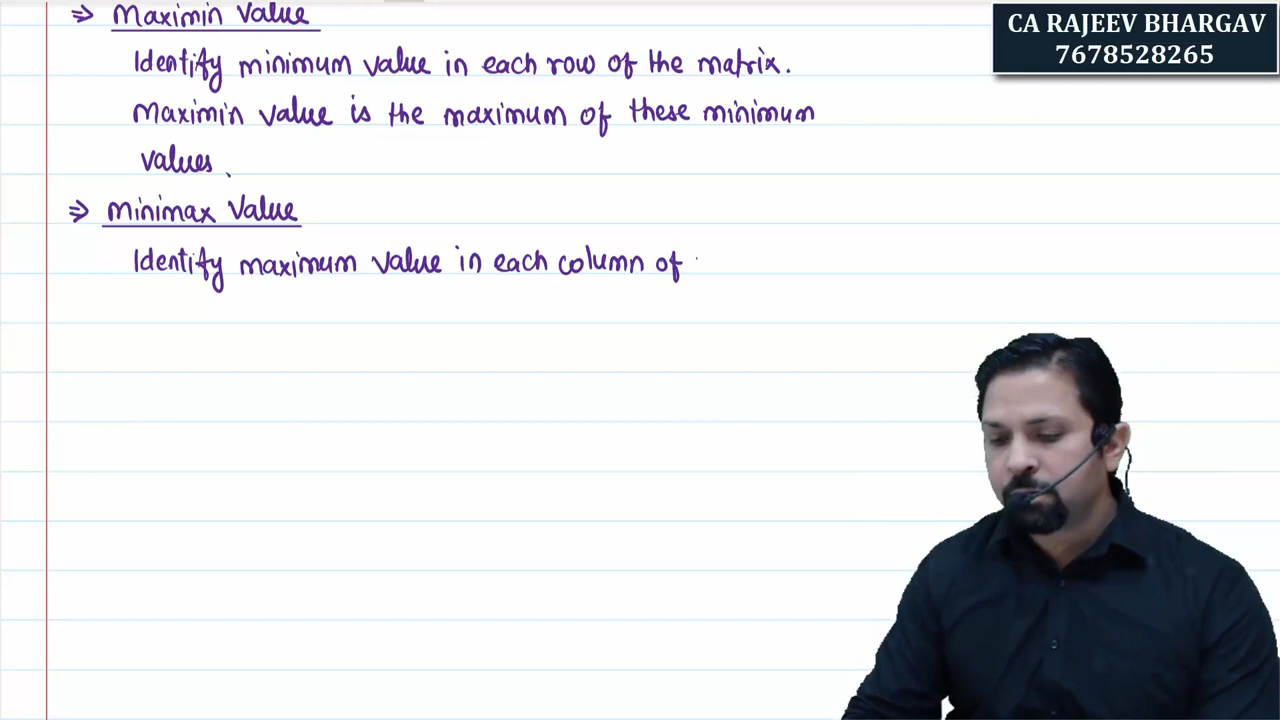 ⇒ Maximin Value
Identify minimum value in each row of the matrix.
Maximin value is the maximum of these minimum
values.
⇒ Minimax Value
Identify maximum value in each column of
CA RAJEEV BHARGAV
7678528265